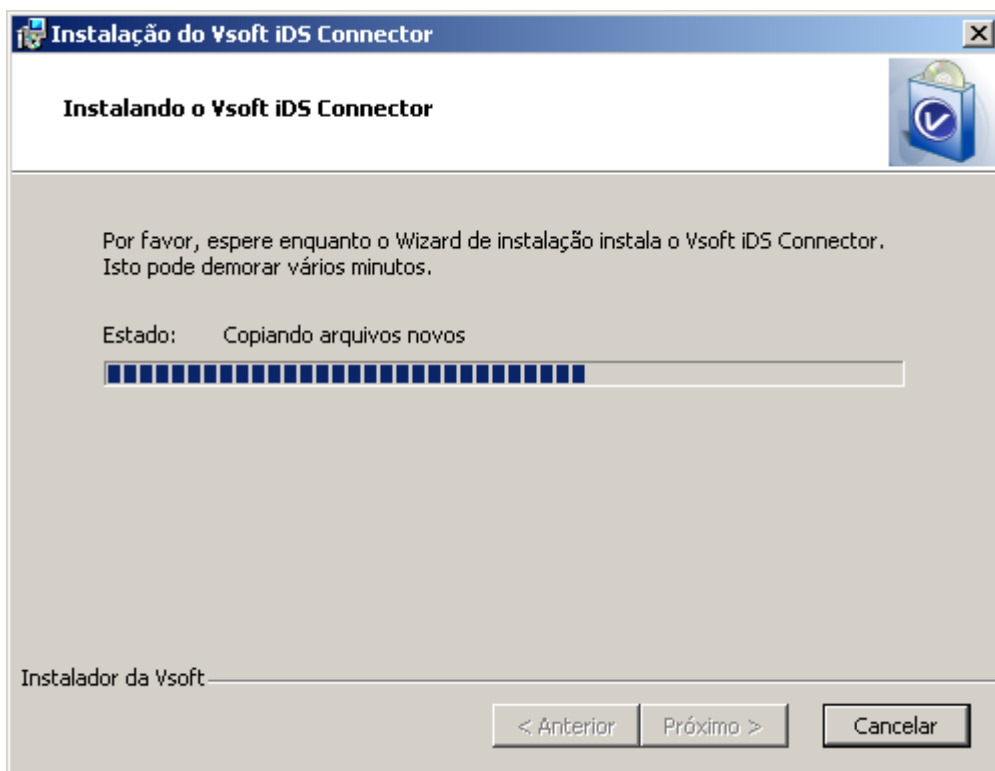 Instalação do Vsoft iDS Connector
Instalando o Vsoft iDS Connector
Por favor, espere enquanto o Wizard de instalação instala o Vsoft iDS Connector.
Isto pode demorar vários minutos.
Estado: Copiando arquivos novos
Instalador da Vsoft
< Anterior Próximo > Cancelar